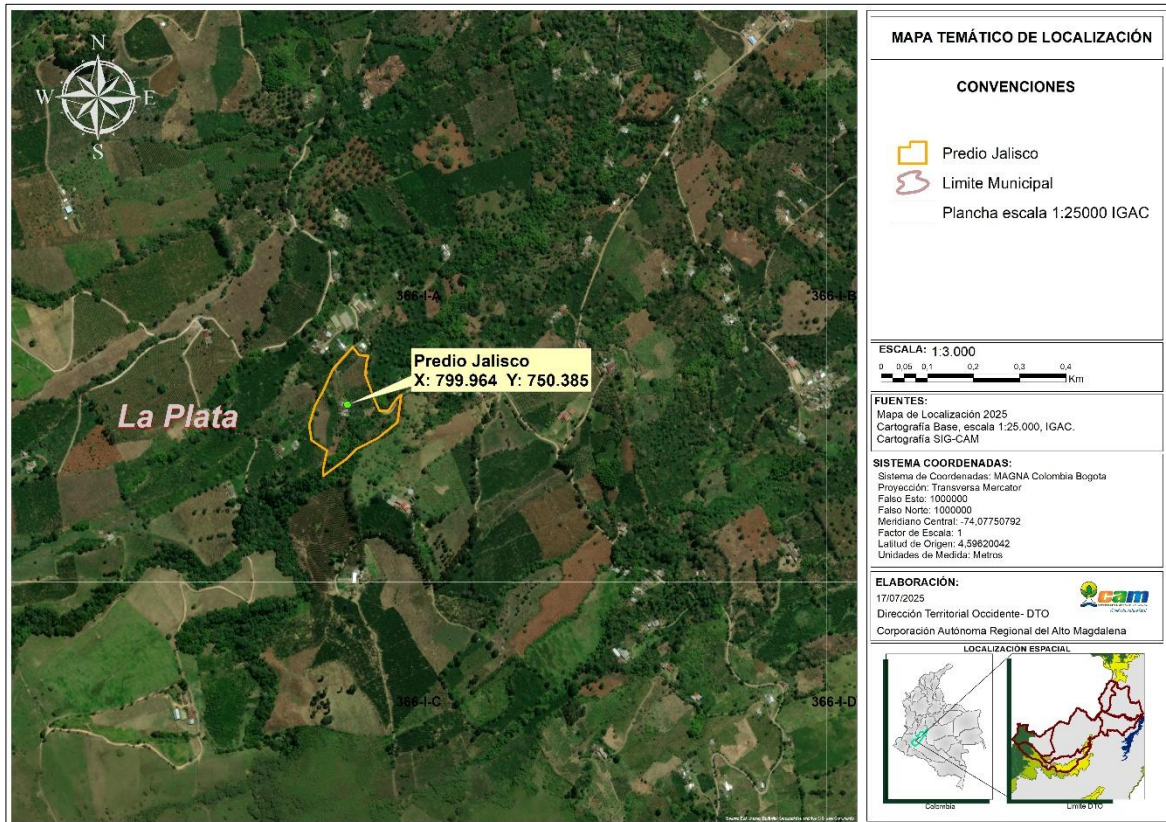 N
W E
S
366-I-A
366-I-B
Predio Jalisco
X: 799.964 Y: 750.385
La Plata
366-I-C
366-I-D
MAPA TEMÁTICO DE LOCALIZACIÓN
CONVENCIONES
Predio Jalisco
Limite Municipal
Plancha escala 1:25000 IGAC
ESCALA: 1:3.000
0 0,05 0,1 0,2 0,3 0,4
Km
FUENTES:
Mapa de Localización 2025
Cartografía Base, escala 1:25.000, IGAC.
Cartografía SIG-CAM
SISTEMA COORDENADAS:
Sistema de Coordenadas: MAGNA Colombia Bogota
Proyección: Transversa Mercator
Falso Este: 1000000
Falso Norte: 1000000
Meridiano Central: -74,07750792
Factor de Escala: 1
Latitud de Origen: 4,59620042
Unidades de Medida: Metros
ELABORACIÓN:
17/07/2025
cam
Dirección Territorial Occidente- DTO
Corporación Autónoma Regional del Alto Magdalena
LOCALIZACIÓN ESPACIAL
Colombia
Limite DTO